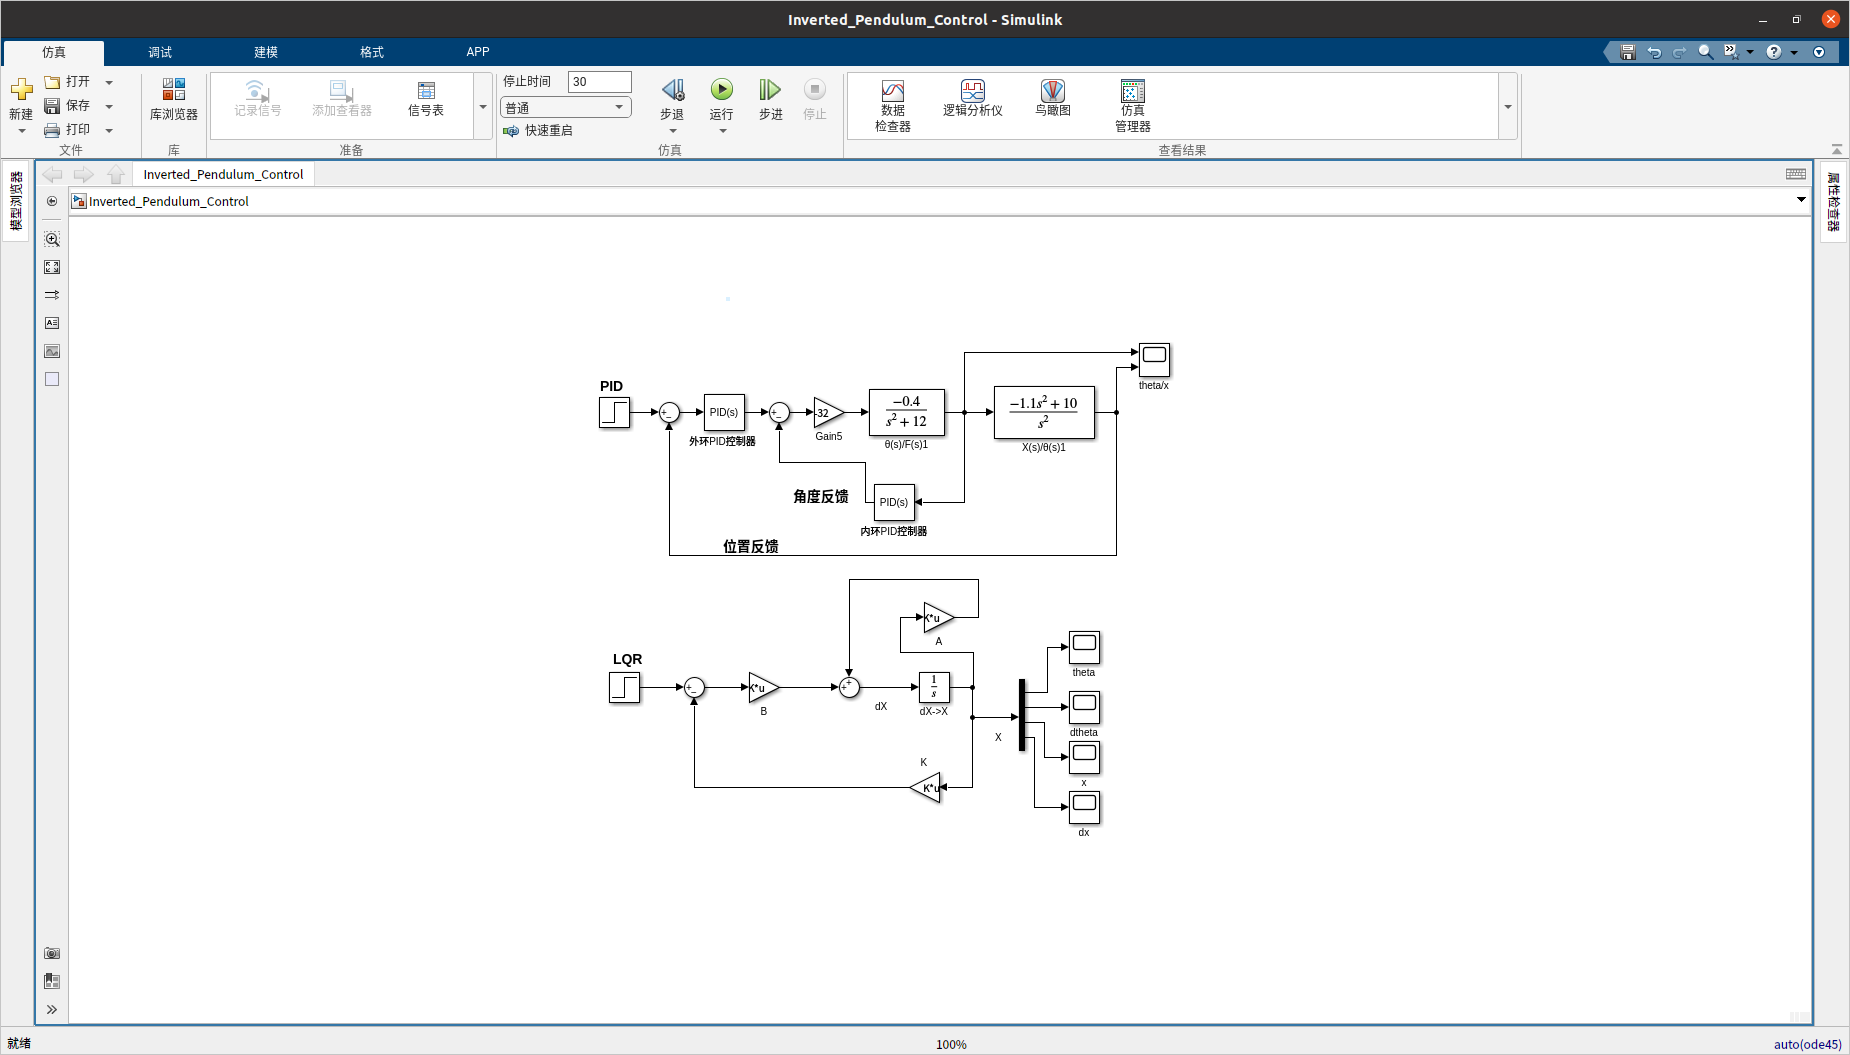 Inverted_Pendulum_Control - Simulink
仿真 调试 建模 格式 APP
新建
打开
保存
打印
文件
库浏览器
库
记录信号
添加查看器
信号表
准备
停止时间 30
普通
快速重启
步退
运行
步进
停止
仿真
数据
检查器
逻辑分析仪
鸟瞰图
仿真
管理器
查看结果
模型浏览器
属性检查器
Inverted_Pendulum_Control
Inverted_Pendulum_Control
PID
PID(s)
外环PID控制器
-32
Gain5
−0.4
s² + 12
θ(s)/F(s)1
−1.1s² + 10
s²
X(s)/θ(s)1
theta/x
角度反馈
PID(s)
内环PID控制器
位置反馈
K*u
A
LQR
K*u
B
dX
1
s
dX->X
X
K
K*u
theta
dtheta
x
dx
就绪
100%
auto(ode45)